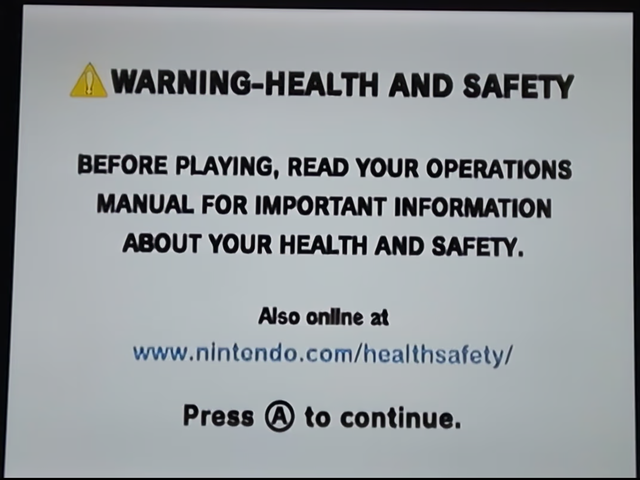 WARNING-HEALTH AND SAFETY
BEFORE PLAYING, READ YOUR OPERATIONS
MANUAL FOR IMPORTANT INFORMATION
ABOUT YOUR HEALTH AND SAFETY.
Also online at
www.nintendo.com/healthsafety/
Press Ⓐ to continue.